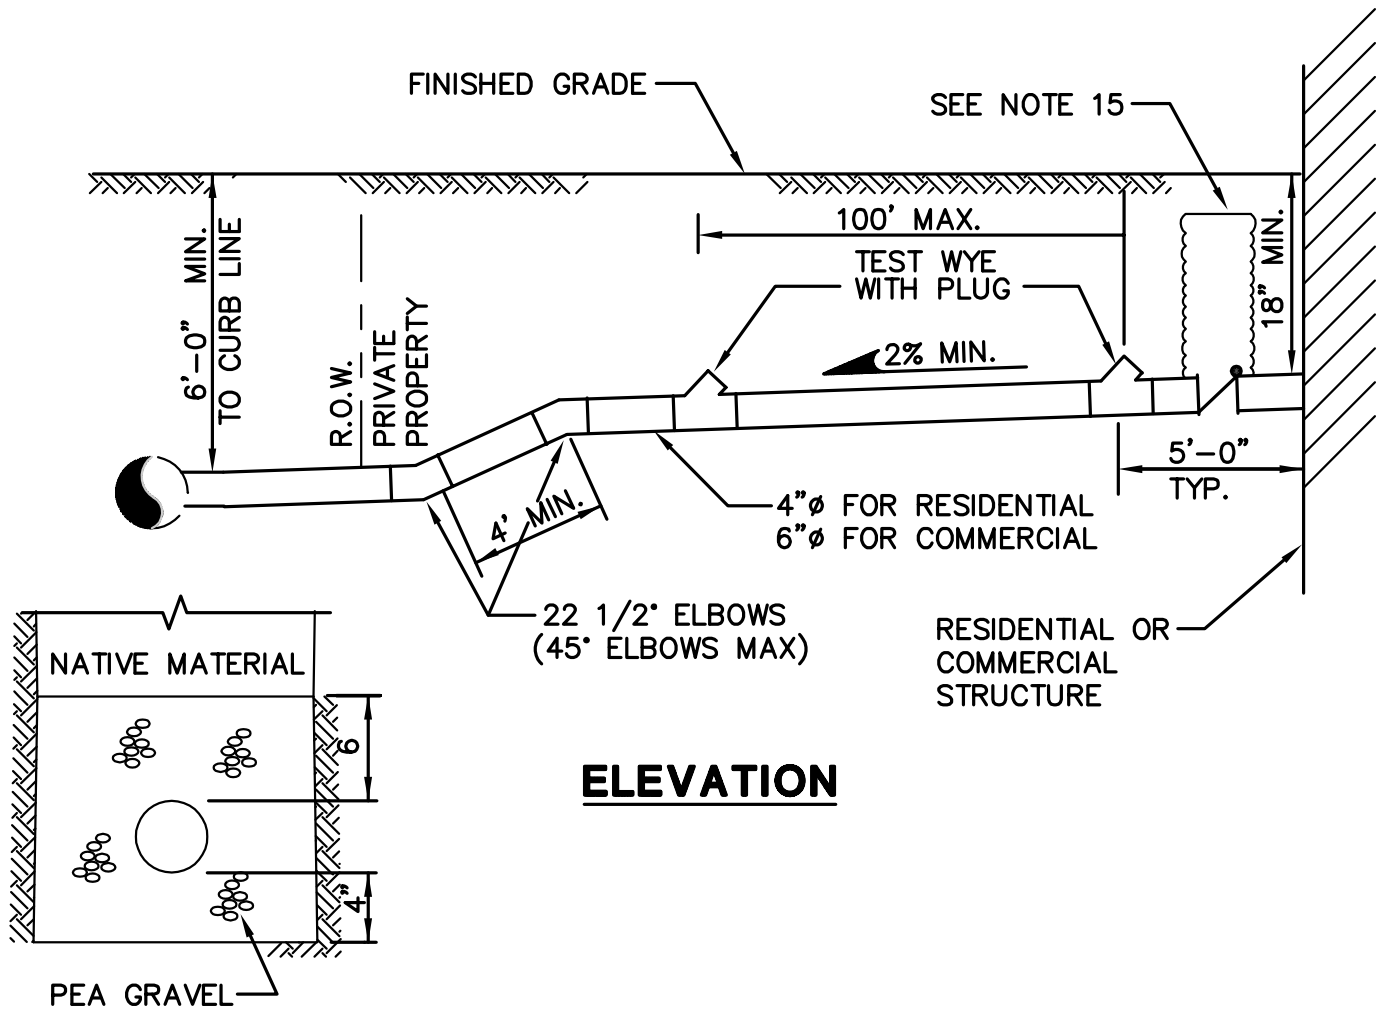 FINISHED GRADE
SEE NOTE 15
6'-0" MIN.
TO CURB LINE
R.O.W.
PRIVATE
PROPERTY
100' MAX.
TEST WYE
WITH PLUG
2% MIN.
18" MIN.
5'-0"
TYP.
4' MIN.
4"ø FOR RESIDENTIAL
6"ø FOR COMMERCIAL
22 1/2° ELBOWS
(45° ELBOWS MAX)
RESIDENTIAL OR
COMMERCIAL
STRUCTURE
NATIVE MATERIAL
6
4"
PEA GRAVEL
ELEVATION